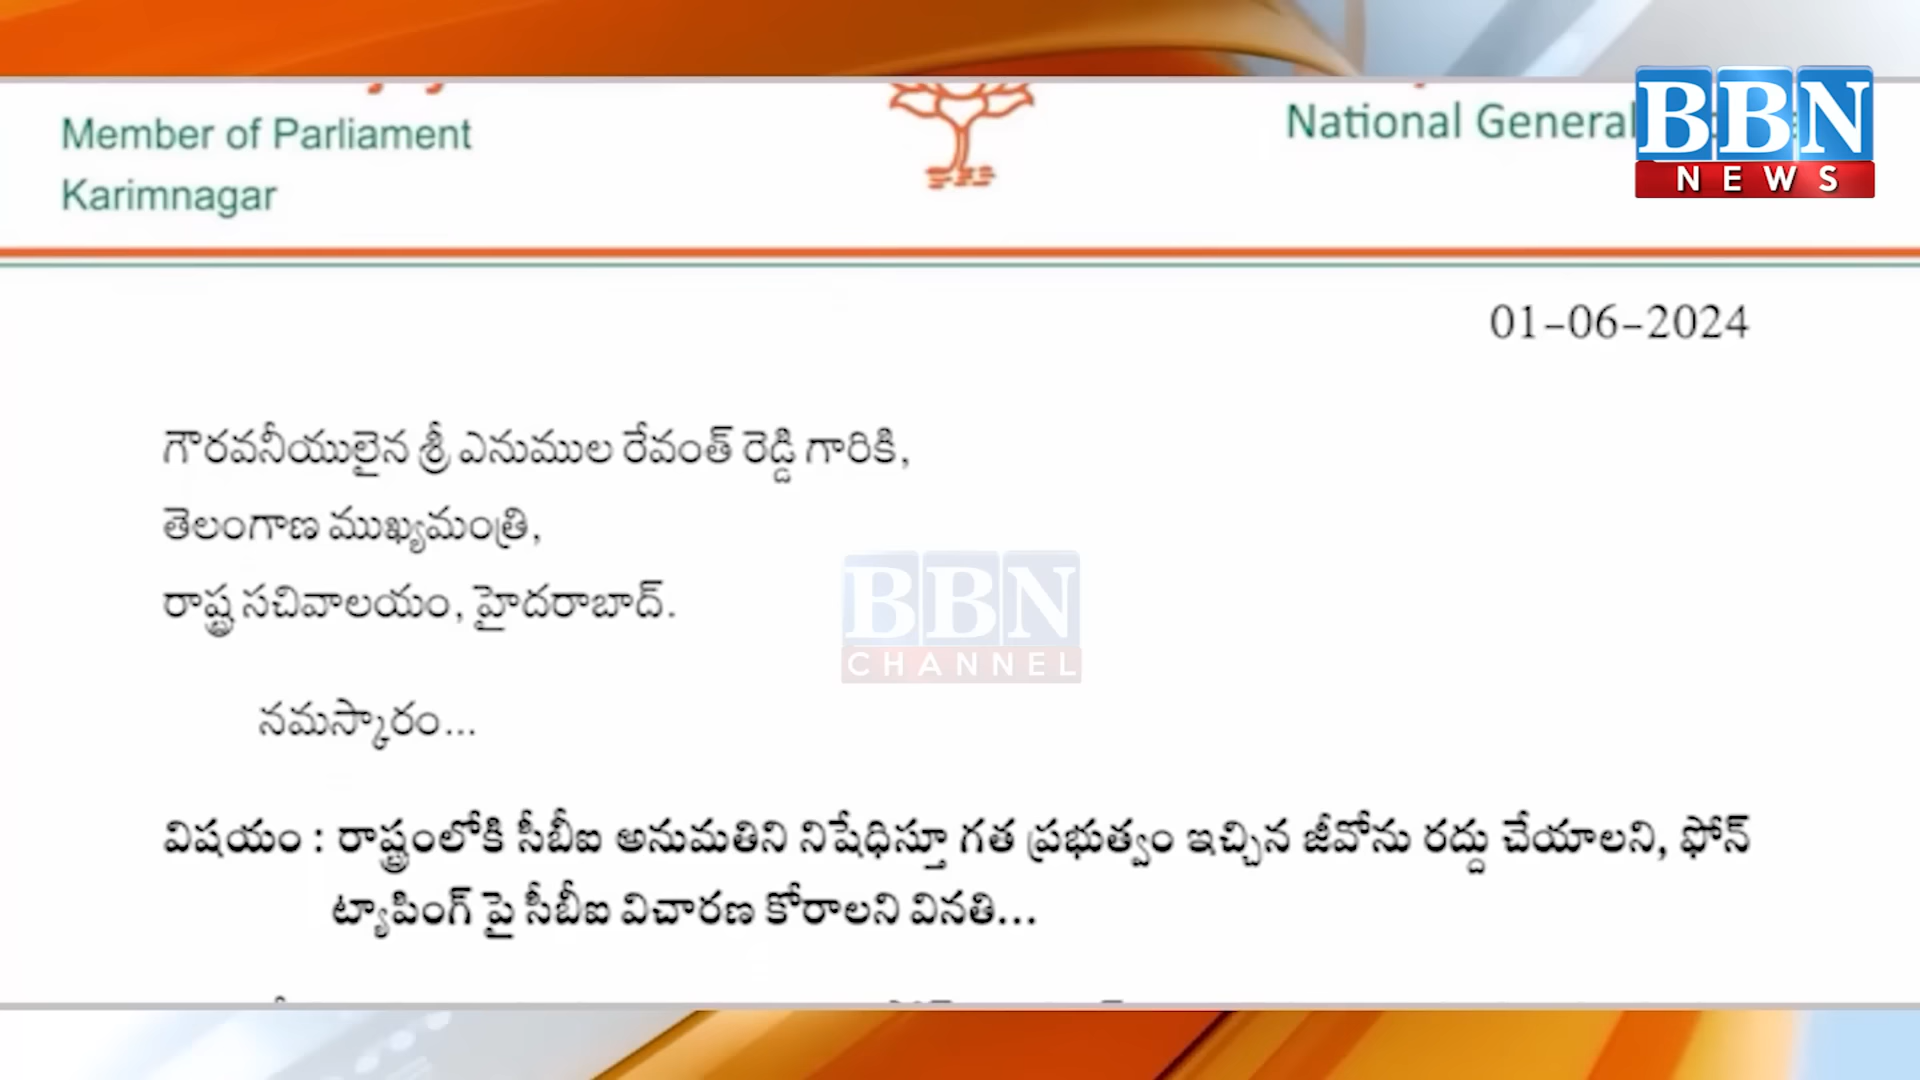 Member of Parliament
Karimnagar
National General
BBN
NEWS
01-06-2024
గౌరవనీయులైన శ్రీ ఎనుముల రేవంత్ రెడ్డి గారికి,
తెలంగాణ ముఖ్యమంత్రి,
రాష్ట్ర సచివాలయం, హైదరాబాద్.
BBN
CHANNEL
నమస్కారం...
విషయం : రాష్ట్రంలోకి సీబీఐ అనుమతిని నిషేధిస్తూ గత ప్రభుత్వం ఇచ్చిన జీవోను రద్దు చేయాలని, ఫోన్
ట్యాపింగ్ పై సీబీఐ విచారణ కోరాలని వినతి...